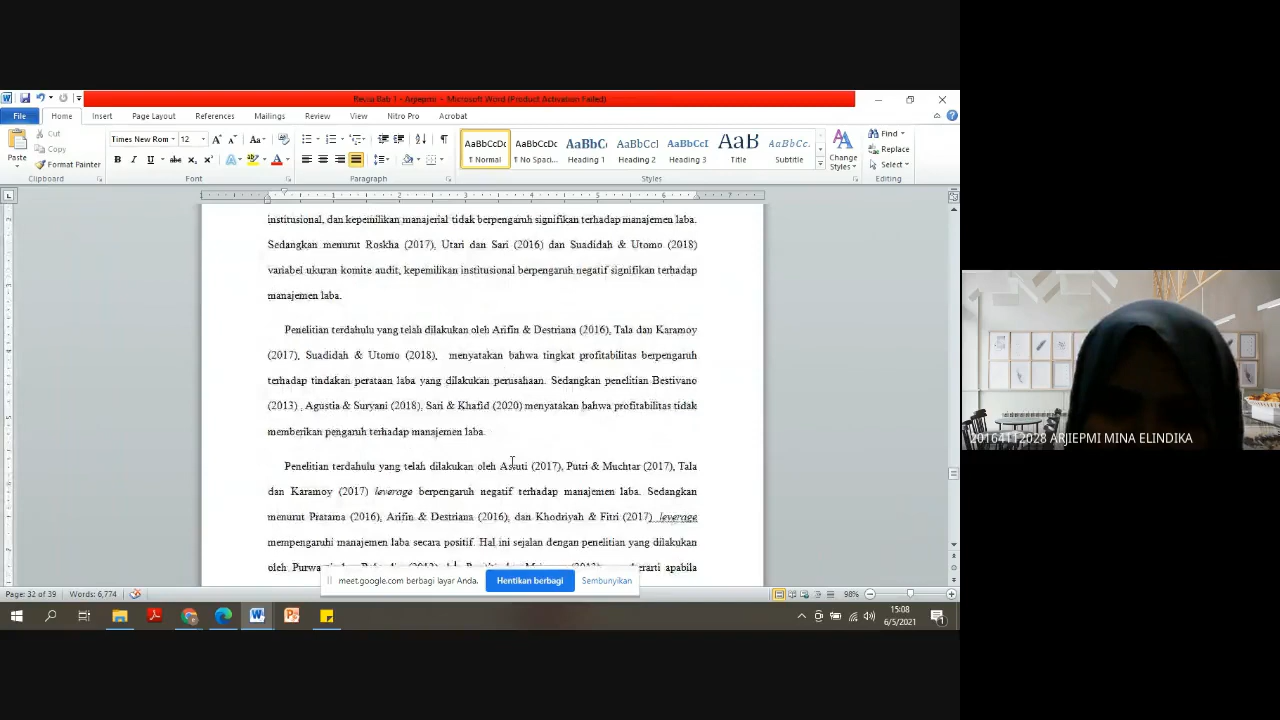 Revisi Bab 1 - Arjiepmi - Microsoft Word (Product Activation Failed)
File Home Insert Page Layout References Mailings Review View Nitro Pro Acrobat
Paste
Cut
Copy
Format Painter
Clipboard
Times New Rom 12
Font
Paragraph
AaBbCcDc AaBbCcDc AaBbC AaBbCcI AaBbCcI AaB AaBbCc.
¶ Normal ¶ No Spac... Heading 1 Heading 2 Heading 3 Title Subtitle
Styles
Change Styles
Find
Replace
Select
Editing
institusional, dan kepemilikan manajerial tidak berpengaruh signifikan terhadap manajemen laba.
Sedangkan menurut Roskha (2017), Utari dan Sari (2016) dan Suadidah & Utomo (2018)
variabel ukuran komite audit, kepemilikan institusional berpengaruh negatif signifikan terhadap
manajemen laba.
Penelitian terdahulu yang telah dilakukan oleh Arifin & Destriana (2016), Tala dan Karamoy
(2017), Suadidah & Utomo (2018), menyatakan bahwa tingkat profitabilitas berpengaruh
terhadap tindakan perataan laba yang dilakukan perusahaan. Sedangkan penelitian Bestivano
(2013) , Agustia & Suryani (2018), Sari & Khafid (2020) menyatakan bahwa profitabilitas tidak
memberikan pengaruh terhadap manajemen laba.
Penelitian terdahulu yang telah dilakukan oleh Astuti (2017), Putri & Muchtar (2017), Tala
dan Karamoy (2017) leverage berpengaruh negatif terhadap manajemen laba. Sedangkan
menurut Pratama (2016), Arifin & Destriana (2016), dan Khodriyah & Fitri (2017) leverage
mempengaruhi manajemen laba secara positif. Hal ini sejalan dengan penelitian yang dilakukan
oleh
apabila
meet.google.com berbagi layar Anda. Hentikan berbagi Sembunyikan
Page: 32 of 39 Words: 6,774 98%
15:08
6/5/2021
20164112028 ARJIEPMI MINA ELINDIKA